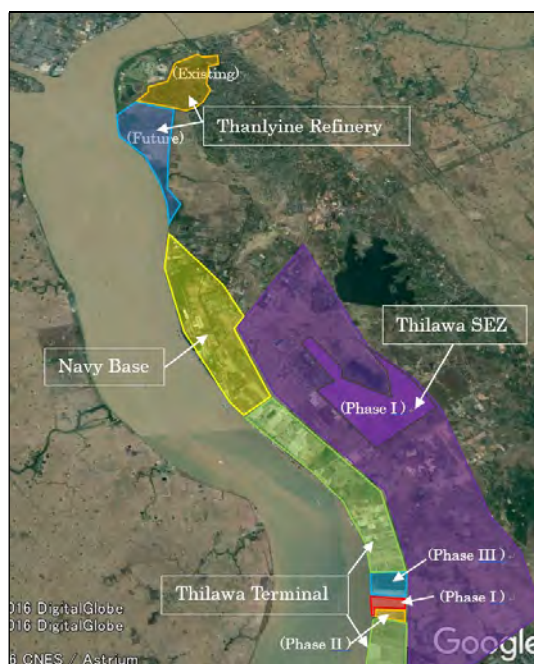 (Existing)
Thanlyine Refinery
(Future)
Thilawa SEZ
Navy Base
(Phase I)
(Phase III)
Thilawa Terminal
(Phase I)
(Phase II)
016 DigitalGlobe
016 DigitalGlobe
6 CNES / Astrium
Google